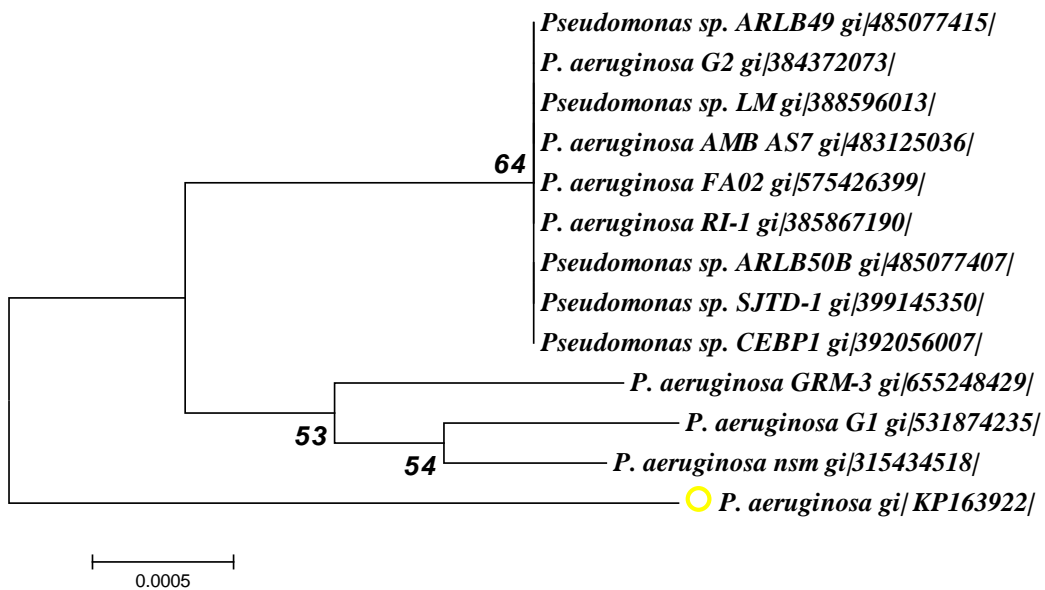 Pseudomonas sp. ARLB49 gi|485077415|
P. aeruginosa G2 gi|384372073|
Pseudomonas sp. LM gi|388596013|
P. aeruginosa AMB AS7 gi|483125036|
64
P. aeruginosa FA02 gi|575426399|
P. aeruginosa RI-1 gi|385867190|
Pseudomonas sp. ARLB50B gi|485077407|
Pseudomonas sp. SJTD-1 gi|399145350|
Pseudomonas sp. CEBP1 gi|392056007|
P. aeruginosa GRM-3 gi|655248429|
P. aeruginosa G1 gi|531874235|
53
P. aeruginosa nsm gi|315434518|
54
P. aeruginosa gi| KP163922|
0.0005